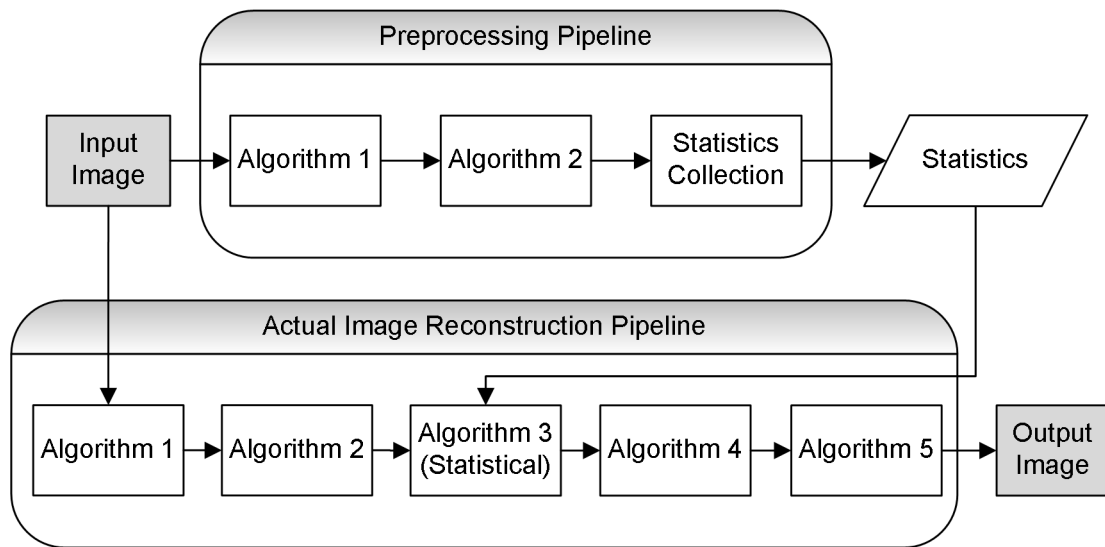 Preprocessing Pipeline
Input
Image
Algorithm 1
Algorithm 2
Statistics
Collection
Statistics
Actual Image Reconstruction Pipeline
Algorithm 1
Algorithm 2
Algorithm 3
(Statistical)
Algorithm 4
Algorithm 5
Output
Image